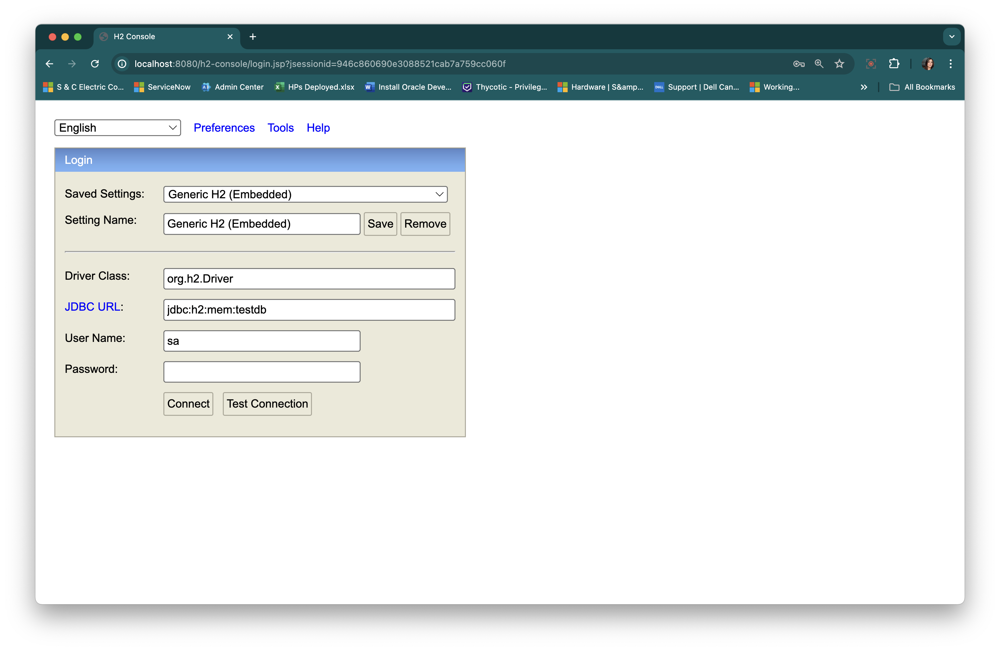 H2 Console
localhost:8080/h2-console/login.jsp?jsessionid=946c860690e3088521cab7a759cc060f
S & C Electric Co... ServiceNow Admin Center HPs Deployed.xlsx Install Oracle Deve... Thycotic - Privileg... Hardware | S&amp... Support | Dell Can... Working... All Bookmarks
English Preferences Tools Help
Login
Saved Settings: Generic H2 (Embedded)
Setting Name: Generic H2 (Embedded) Save Remove
Driver Class: org.h2.Driver
JDBC URL: jdbc:h2:mem:testdb
User Name: sa
Password:
Connect Test Connection